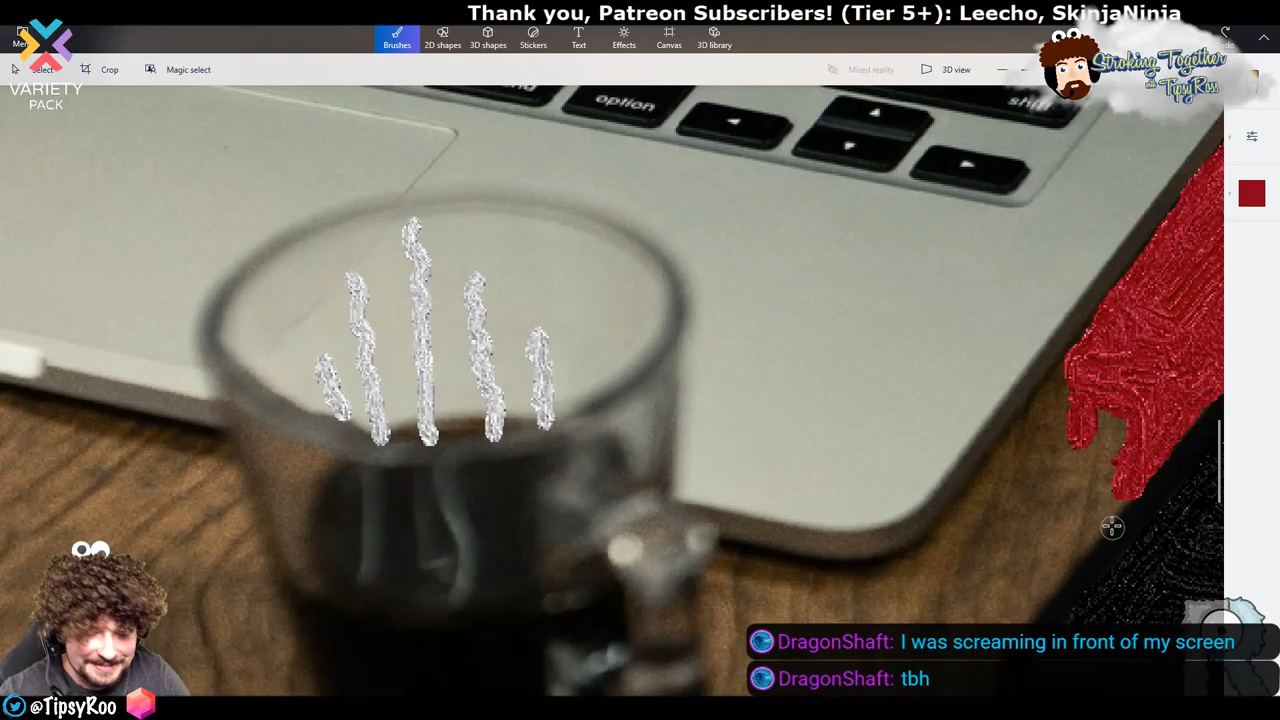 Thank you, Patreon Subscribers! (Tier 5+): Leecho, SkinjaNinja
Brushes
2D shapes
3D shapes
Stickers
Text
Effects
Canvas
3D library
Select
Crop
Magic select
Mixed reality
3D view
Stroking Together
with TipsyRoo
VARIETY
PACK
option
shift
DragonShaft: I was screaming in front of my screen
DragonShaft: tbh
@TipsyRoo